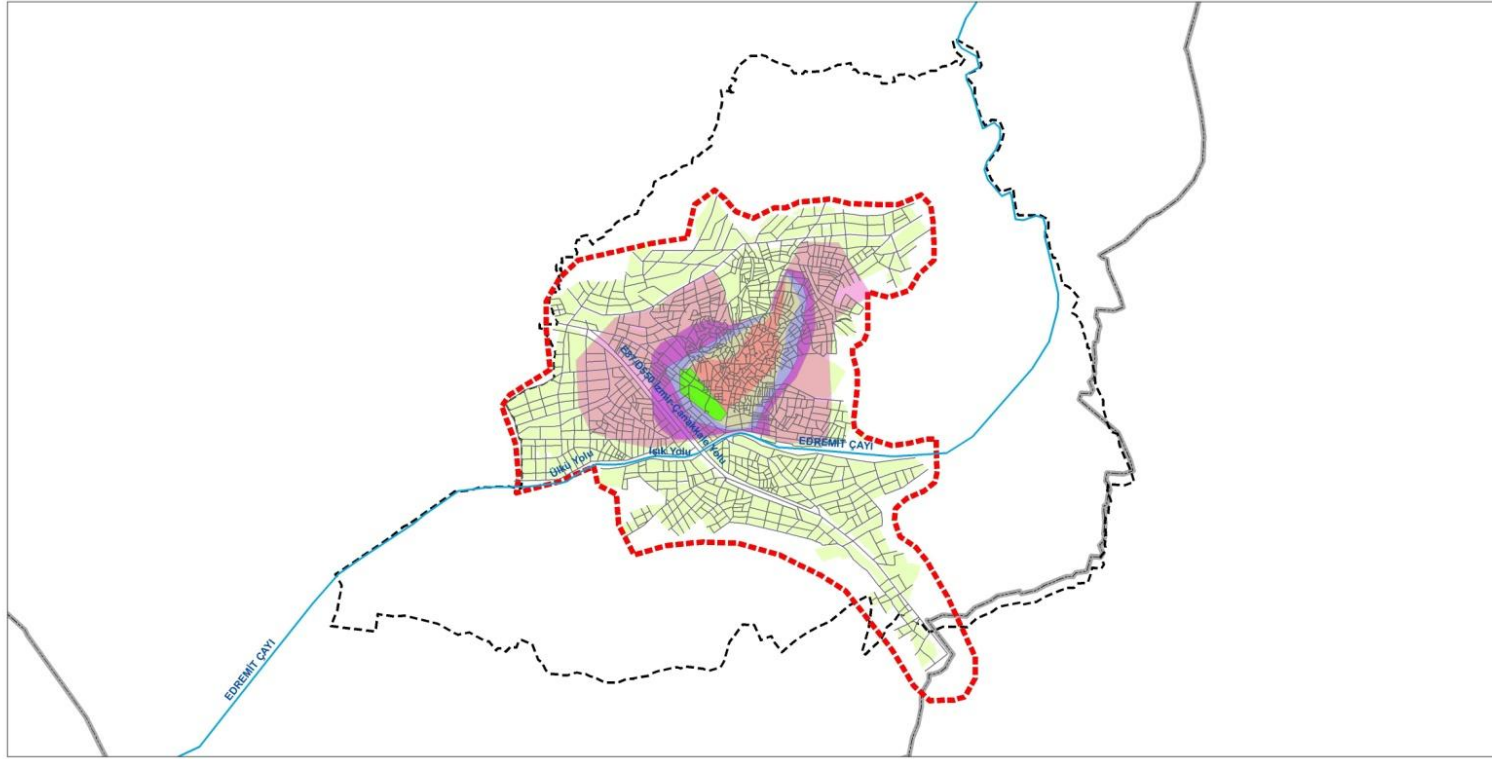 E87/D550 İzmir-Çanakkale Yolu
EDREMİT ÇAYI
Işık Yolu
Ülkü Yolu
EDREMİT ÇAYI